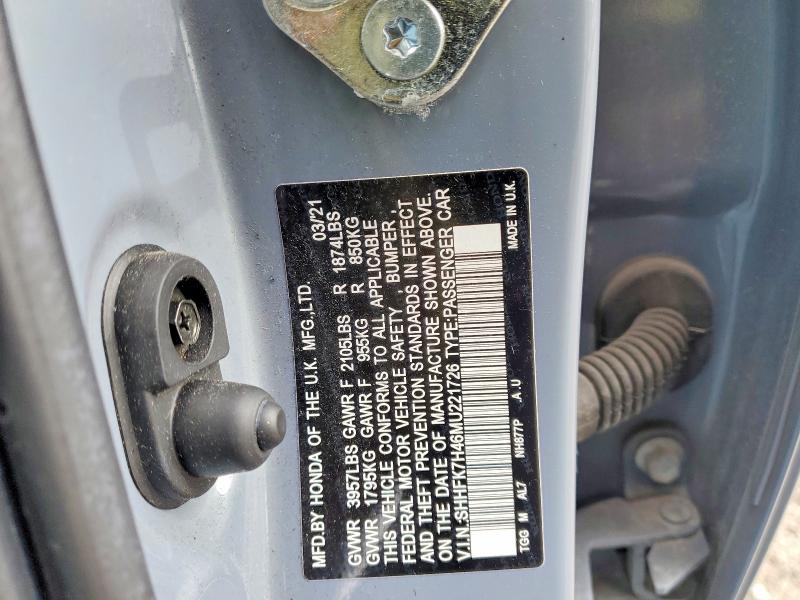 MFD.BY HONDA OF THE U.K. MFG.,LTD. 03/21
GVWR 3957LBS GAWR F 2105LBS R 1874LBS
GVWR 1795KG GAWR F 955KG R 850KG
THIS VEHICLE CONFORMS TO ALL APPLICABLE
FEDERAL MOTOR VEHICLE SAFETY , BUMPER,
AND THEFT PREVENTION STANDARDS IN EFFECT
ON THE DATE OF MANUFACTURE SHOWN ABOVE.
V.I.N.:SHHFK7H46MU221726 TYPE:PASSENGER CAR
TGG M AL7 NH877P .A.U MADE IN U.K.